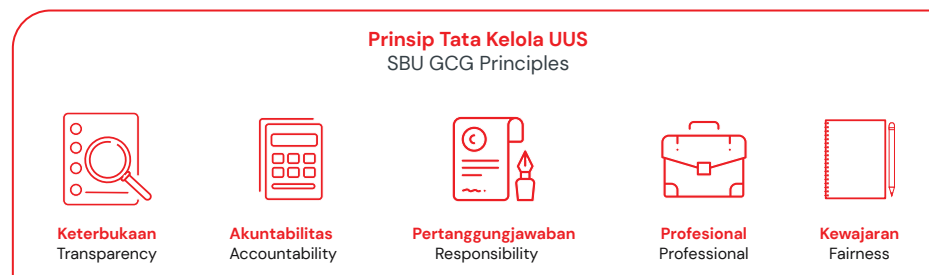 Prinsip Tata Kelola UUS
SBU GCG Principles
Keterbukaan
Transparency
Akuntabilitas
Accountability
Pertanggungjawaban
Responsibility
Profesional
Professional
Kewajaran
Fairness